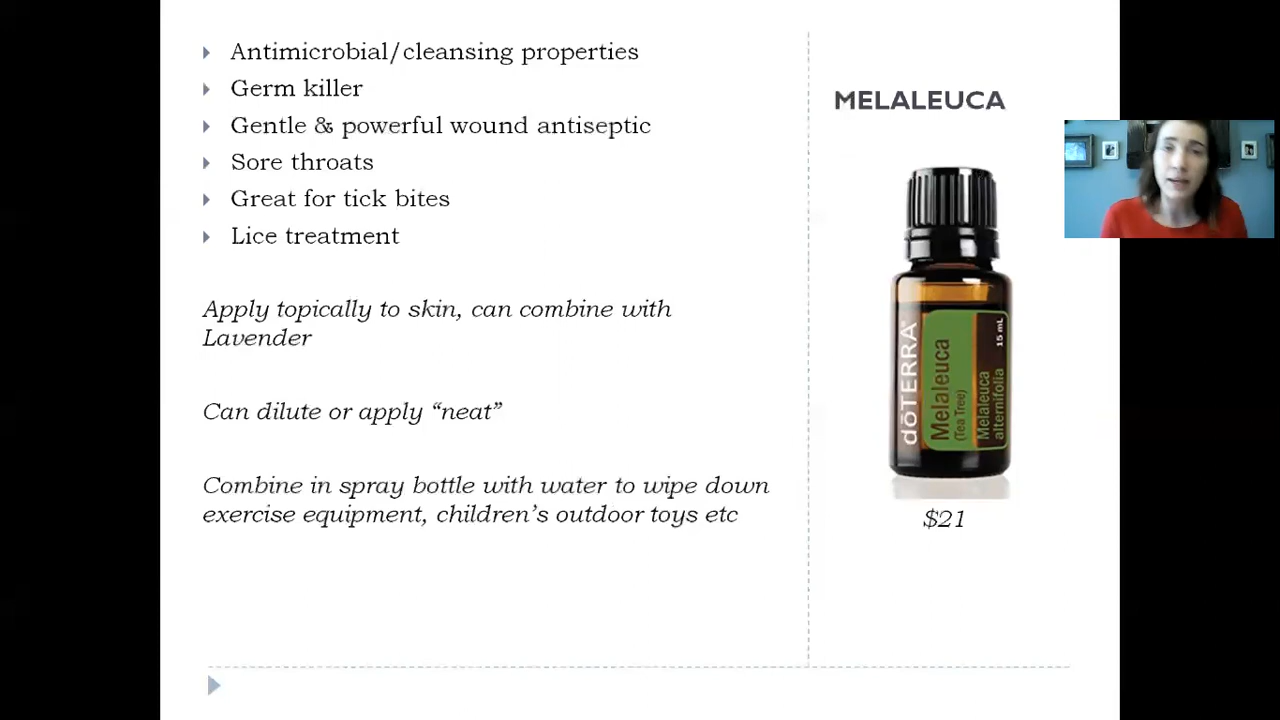 Antimicrobial/cleansing properties
Germ killer
Gentle & powerful wound antiseptic
Sore throats
Great for tick bites
Lice treatment
Apply topically to skin, can combine with
Lavender
Can dilute or apply “neat”
Combine in spray bottle with water to wipe down
exercise equipment, children’s outdoor toys etc
MELALEUCA
dōTERRA
Melaleuca
(Tea Tree)
Melaleuca
alternifolia
15 mL
$21